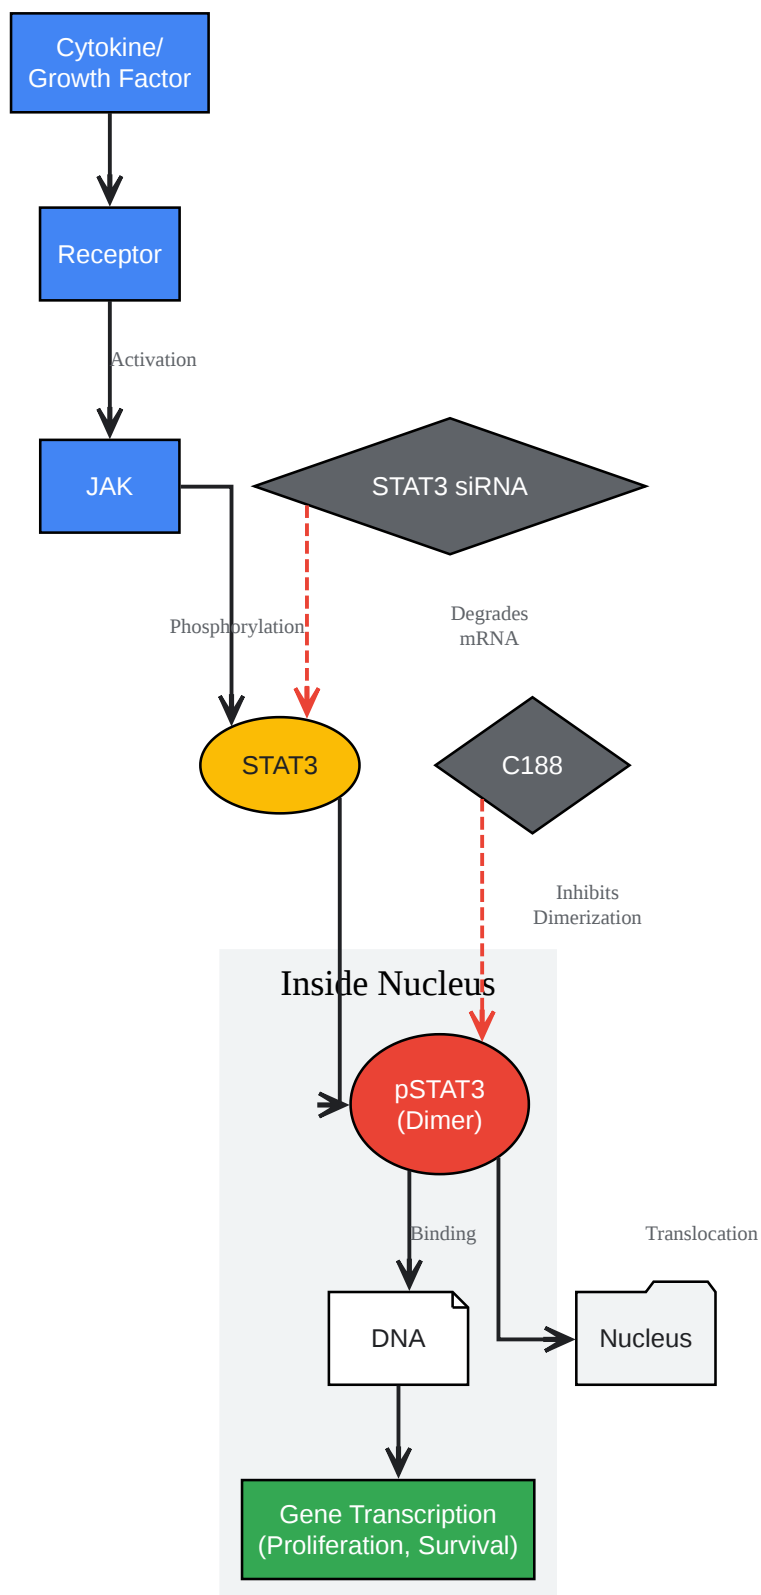 Cytokine/
Growth Factor
Receptor
Activation
JAK
STAT3 siRNA
Phosphorylation
Degrades
mRNA
STAT3
C188
Inhibits
Dimerization
Inside Nucleus
pSTAT3
(Dimer)
Binding
Translocation
DNA
Nucleus
Gene Transcription
(Proliferation, Survival)